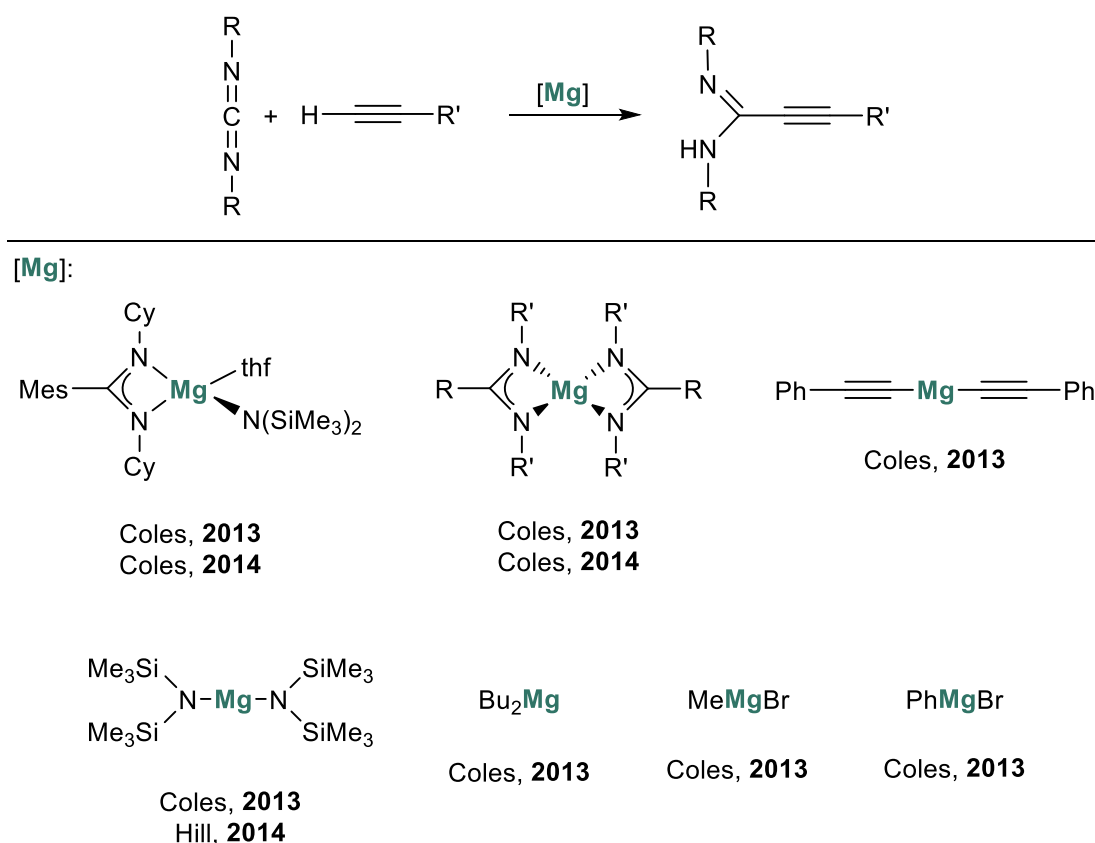 R
N
C
N
R
+
H
R'
[Mg]
R
N
HN
R
R'
[Mg]:
Cy
N
Mes
Mg
thf
N
N(SiMe3)2
Cy
Coles, 2013
Coles, 2014
R'
R'
N
N
R
Mg
R
N
N
R'
R'
Coles, 2013
Coles, 2014
Ph
Mg
Ph
Coles, 2013
Me3Si
SiMe3
N
Mg
N
Me3Si
SiMe3
Coles, 2013
Hill, 2014
Bu2Mg
Coles, 2013
MeMgBr
Coles, 2013
PhMgBr
Coles, 2013